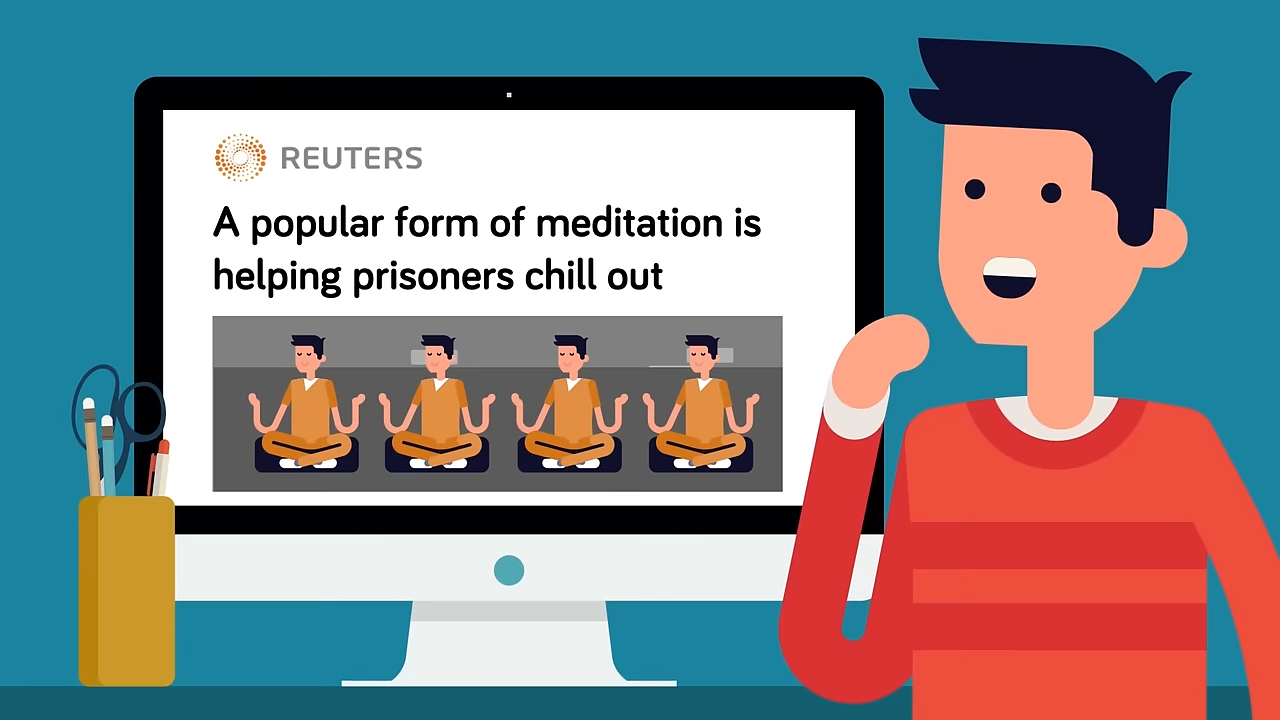 REUTERS
A popular form of meditation is
helping prisoners chill out